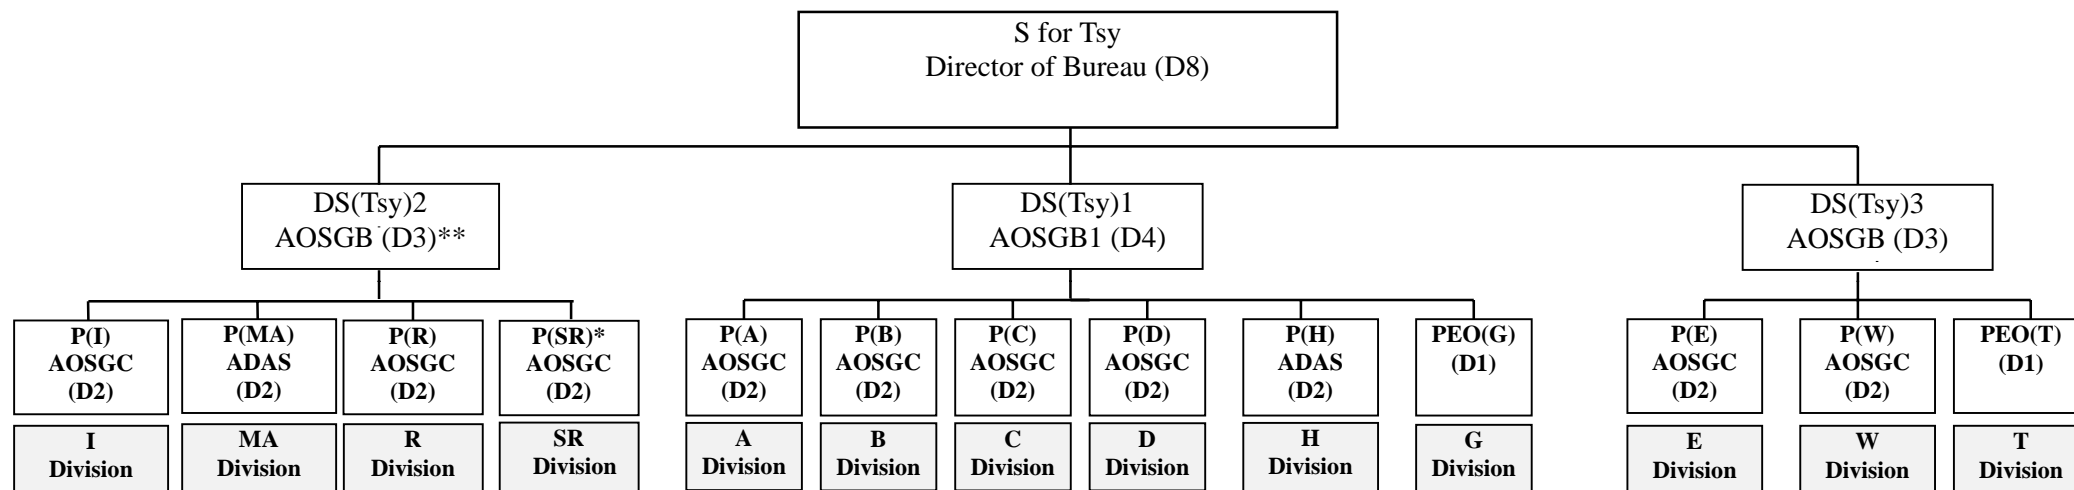 S for Tsy
Director of Bureau (D8)
DS(Tsy)2
AOSGB (D3)**
DS(Tsy)1
AOSGB1 (D4)
DS(Tsy)3
AOSGB (D3)
P(I)
AOSGC
(D2)
P(MA)
ADAS
(D2)
P(R)
AOSGC
(D2)
P(SR)*
AOSGC
(D2)
P(A)
AOSGC
(D2)
P(B)
AOSGC
(D2)
P(C)
AOSGC
(D2)
P(D)
AOSGC
(D2)
P(H)
ADAS
(D2)
PEO(G)
(D1)
P(E)
AOSGC
(D2)
P(W)
AOSGC
(D2)
PEO(T)
(D1)
I
Division
MA
Division
R
Division
SR
Division
A
Division
B
Division
C
Division
D
Division
H
Division
G
Division
E
Division
W
Division
T
Division